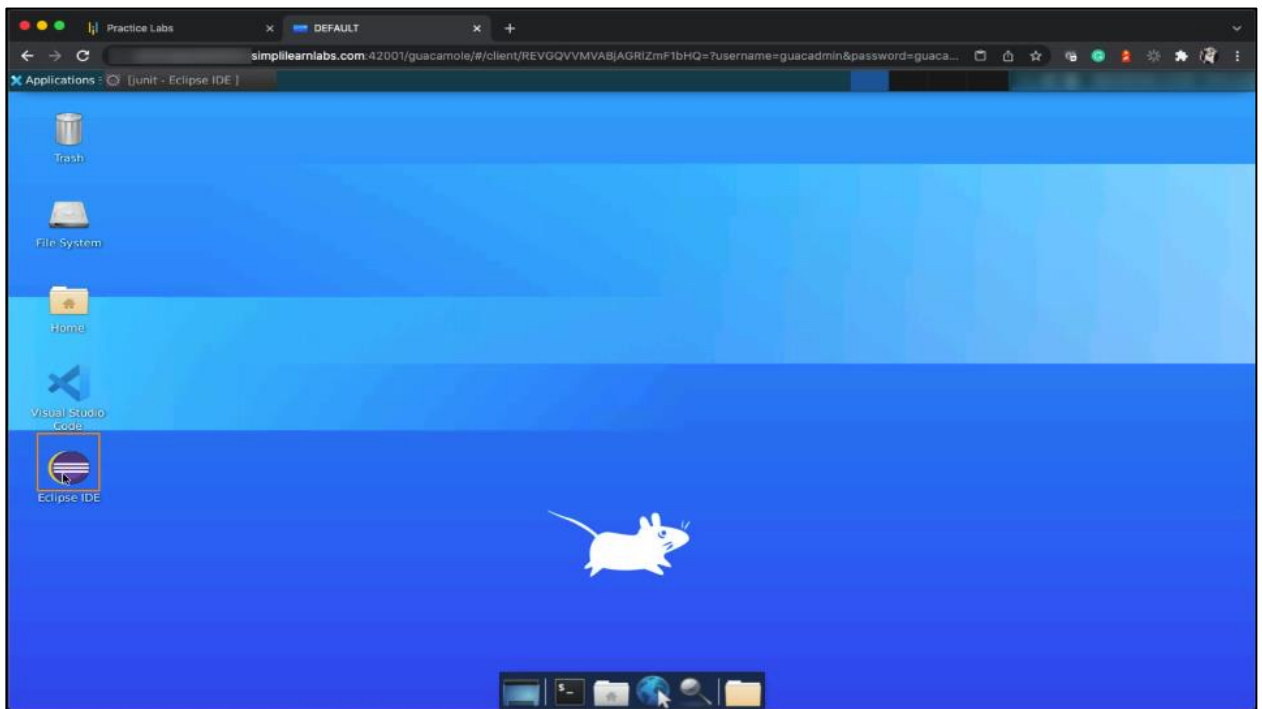 Practice Labs
DEFAULT
simplilearnlabs.com:42001/guacamole/#/client/REVGQVVMVABjAGRlZmF1bHQ=?username=guacadmin&password=guaca...
Applications
[junit - Eclipse IDE ]
Trash
File System
Home
Visual Studio
Code
Eclipse IDE
$_